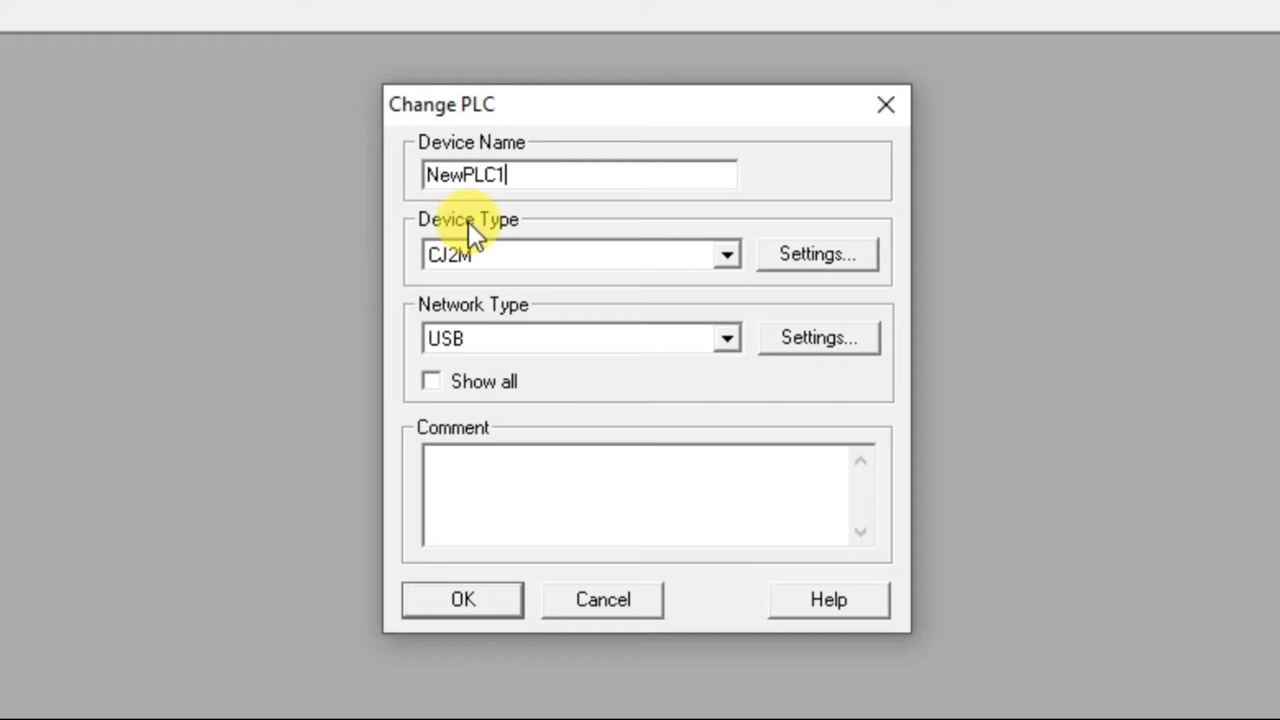 Change PLC
Device Name
NewPLC1
Device Type
CJ2M
Settings...
Network Type
USB
Settings...
Show all
Comment
OK
Cancel
Help